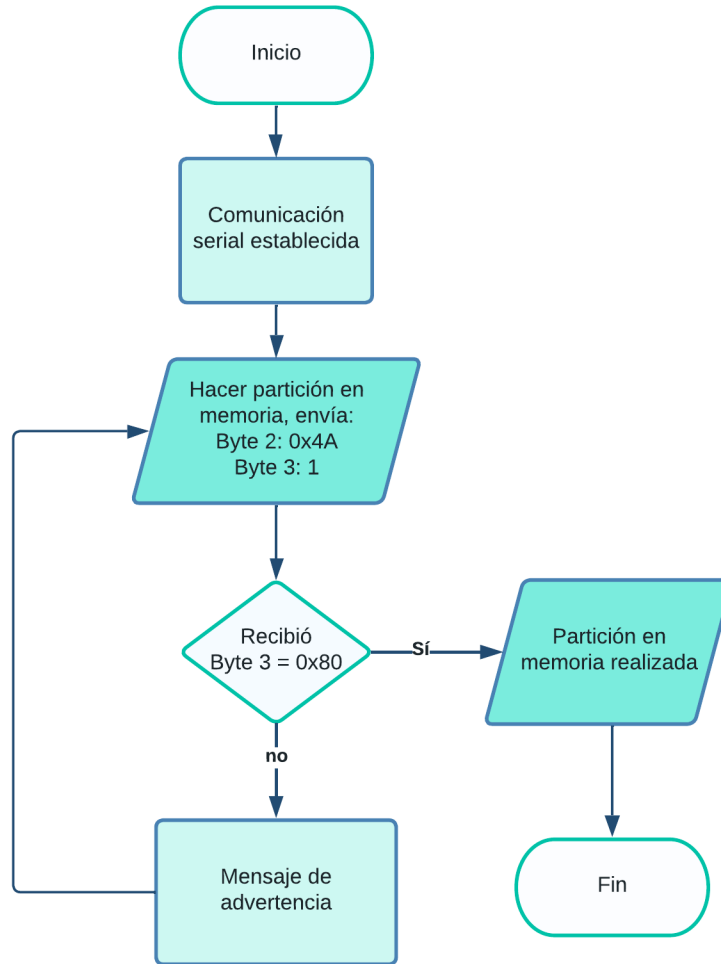 Inicio
Comunicación
serial establecida
Hacer partición en
memoria, envía:
Byte 2: 0x4A
Byte 3: 1
Recibió
Byte 3 = 0x80
Sí
Partición en
memoria realizada
no
Mensaje de
advertencia
Fin